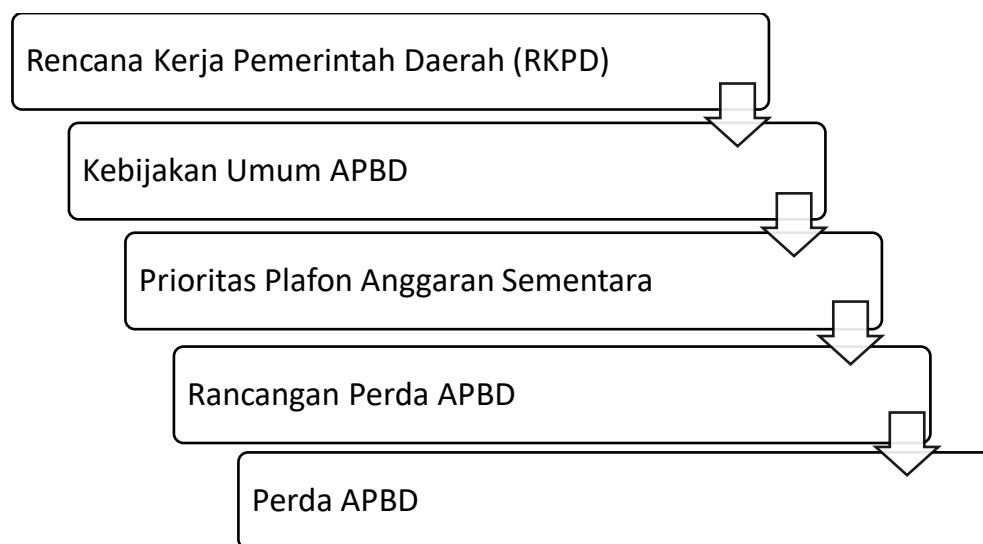 Rencana Kerja Pemerintah Daerah (RKPD)
Kebijakan Umum APBD
Prioritas Plafon Anggaran Sementara
Rancangan Perda APBD
Perda APBD